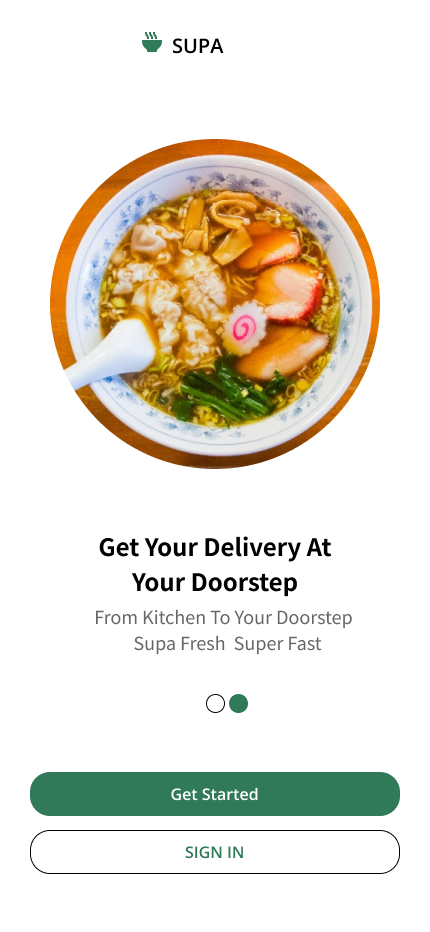 SUPA
Get Your Delivery At
Your Doorstep
From Kitchen To Your Doorstep
Supa Fresh  Super Fast
Get Started
SIGN IN